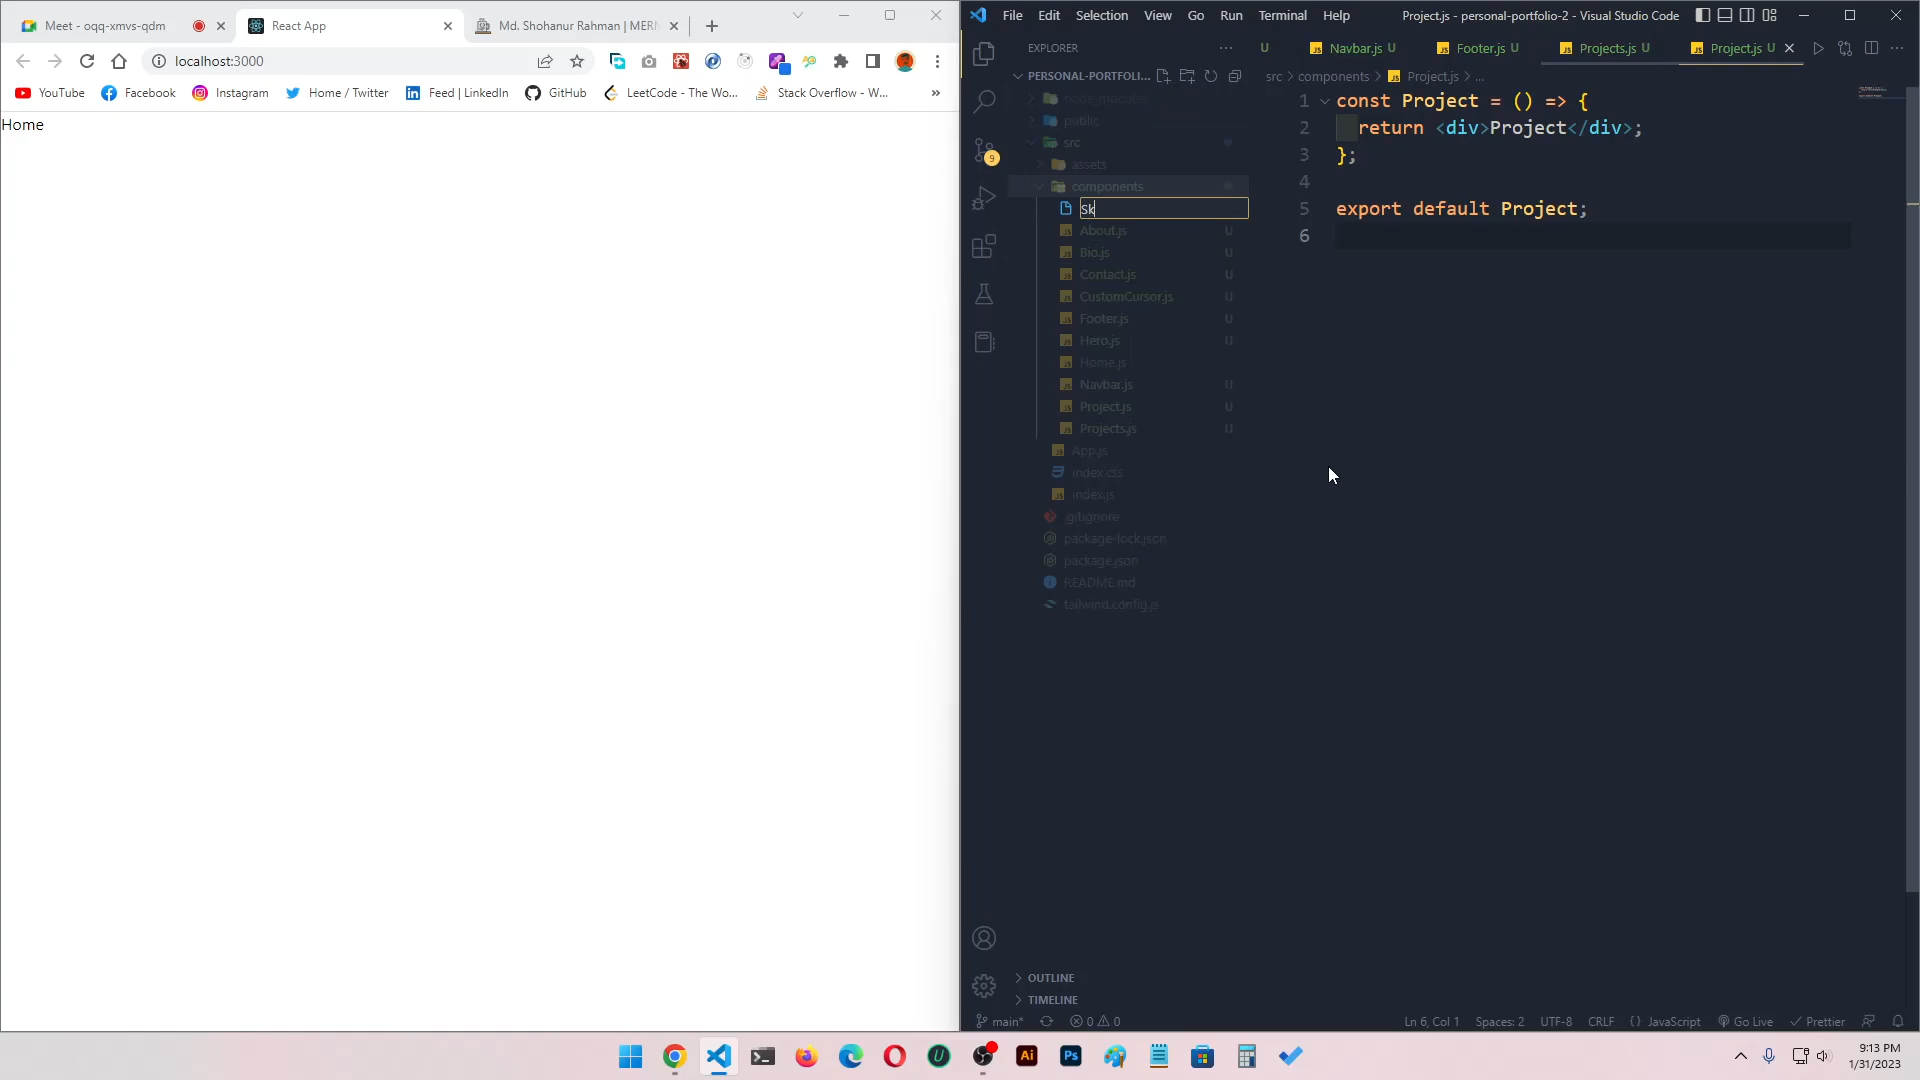 Meet - oqq-xmvs-qdm
React App
Md. Shohanur Rahman | MERN
localhost:3000
YouTube
Facebook
Instagram
Home / Twitter
Feed | LinkedIn
GitHub
LeetCode - The Wo...
Stack Overflow - W...
»
Home
File Edit Selection View Go Run Terminal Help
Project.js - personal-portfolio-2 - Visual Studio Code
EXPLORER
U
Navbar.js U
Footer.js U
Projects.js U
Project.js U
PERSONAL-PORTFOLI...
src > components > Project.js > ...
node_modules
public
src
assets
components
Sk
About.js U
Bio.js U
Contact.js U
CustomCursor.js U
Footer.js U
Hero.js U
Home.js
Navbar.js U
Project.js U
Projects.js U
App.js
index.css
index.js
.gitignore
package-lock.json
package.json
README.md
tailwind.config.js
1 const Project = () => {
2 return <div>Project</div>;
3 };
4
5 export default Project;
6
9
OUTLINE
TIMELINE
main*
0 0
Ln 6, Col 1
Spaces: 2
UTF-8
CRLF
{ } JavaScript
Go Live
Prettier
Ai
Ps
9:13 PM
1/31/2023